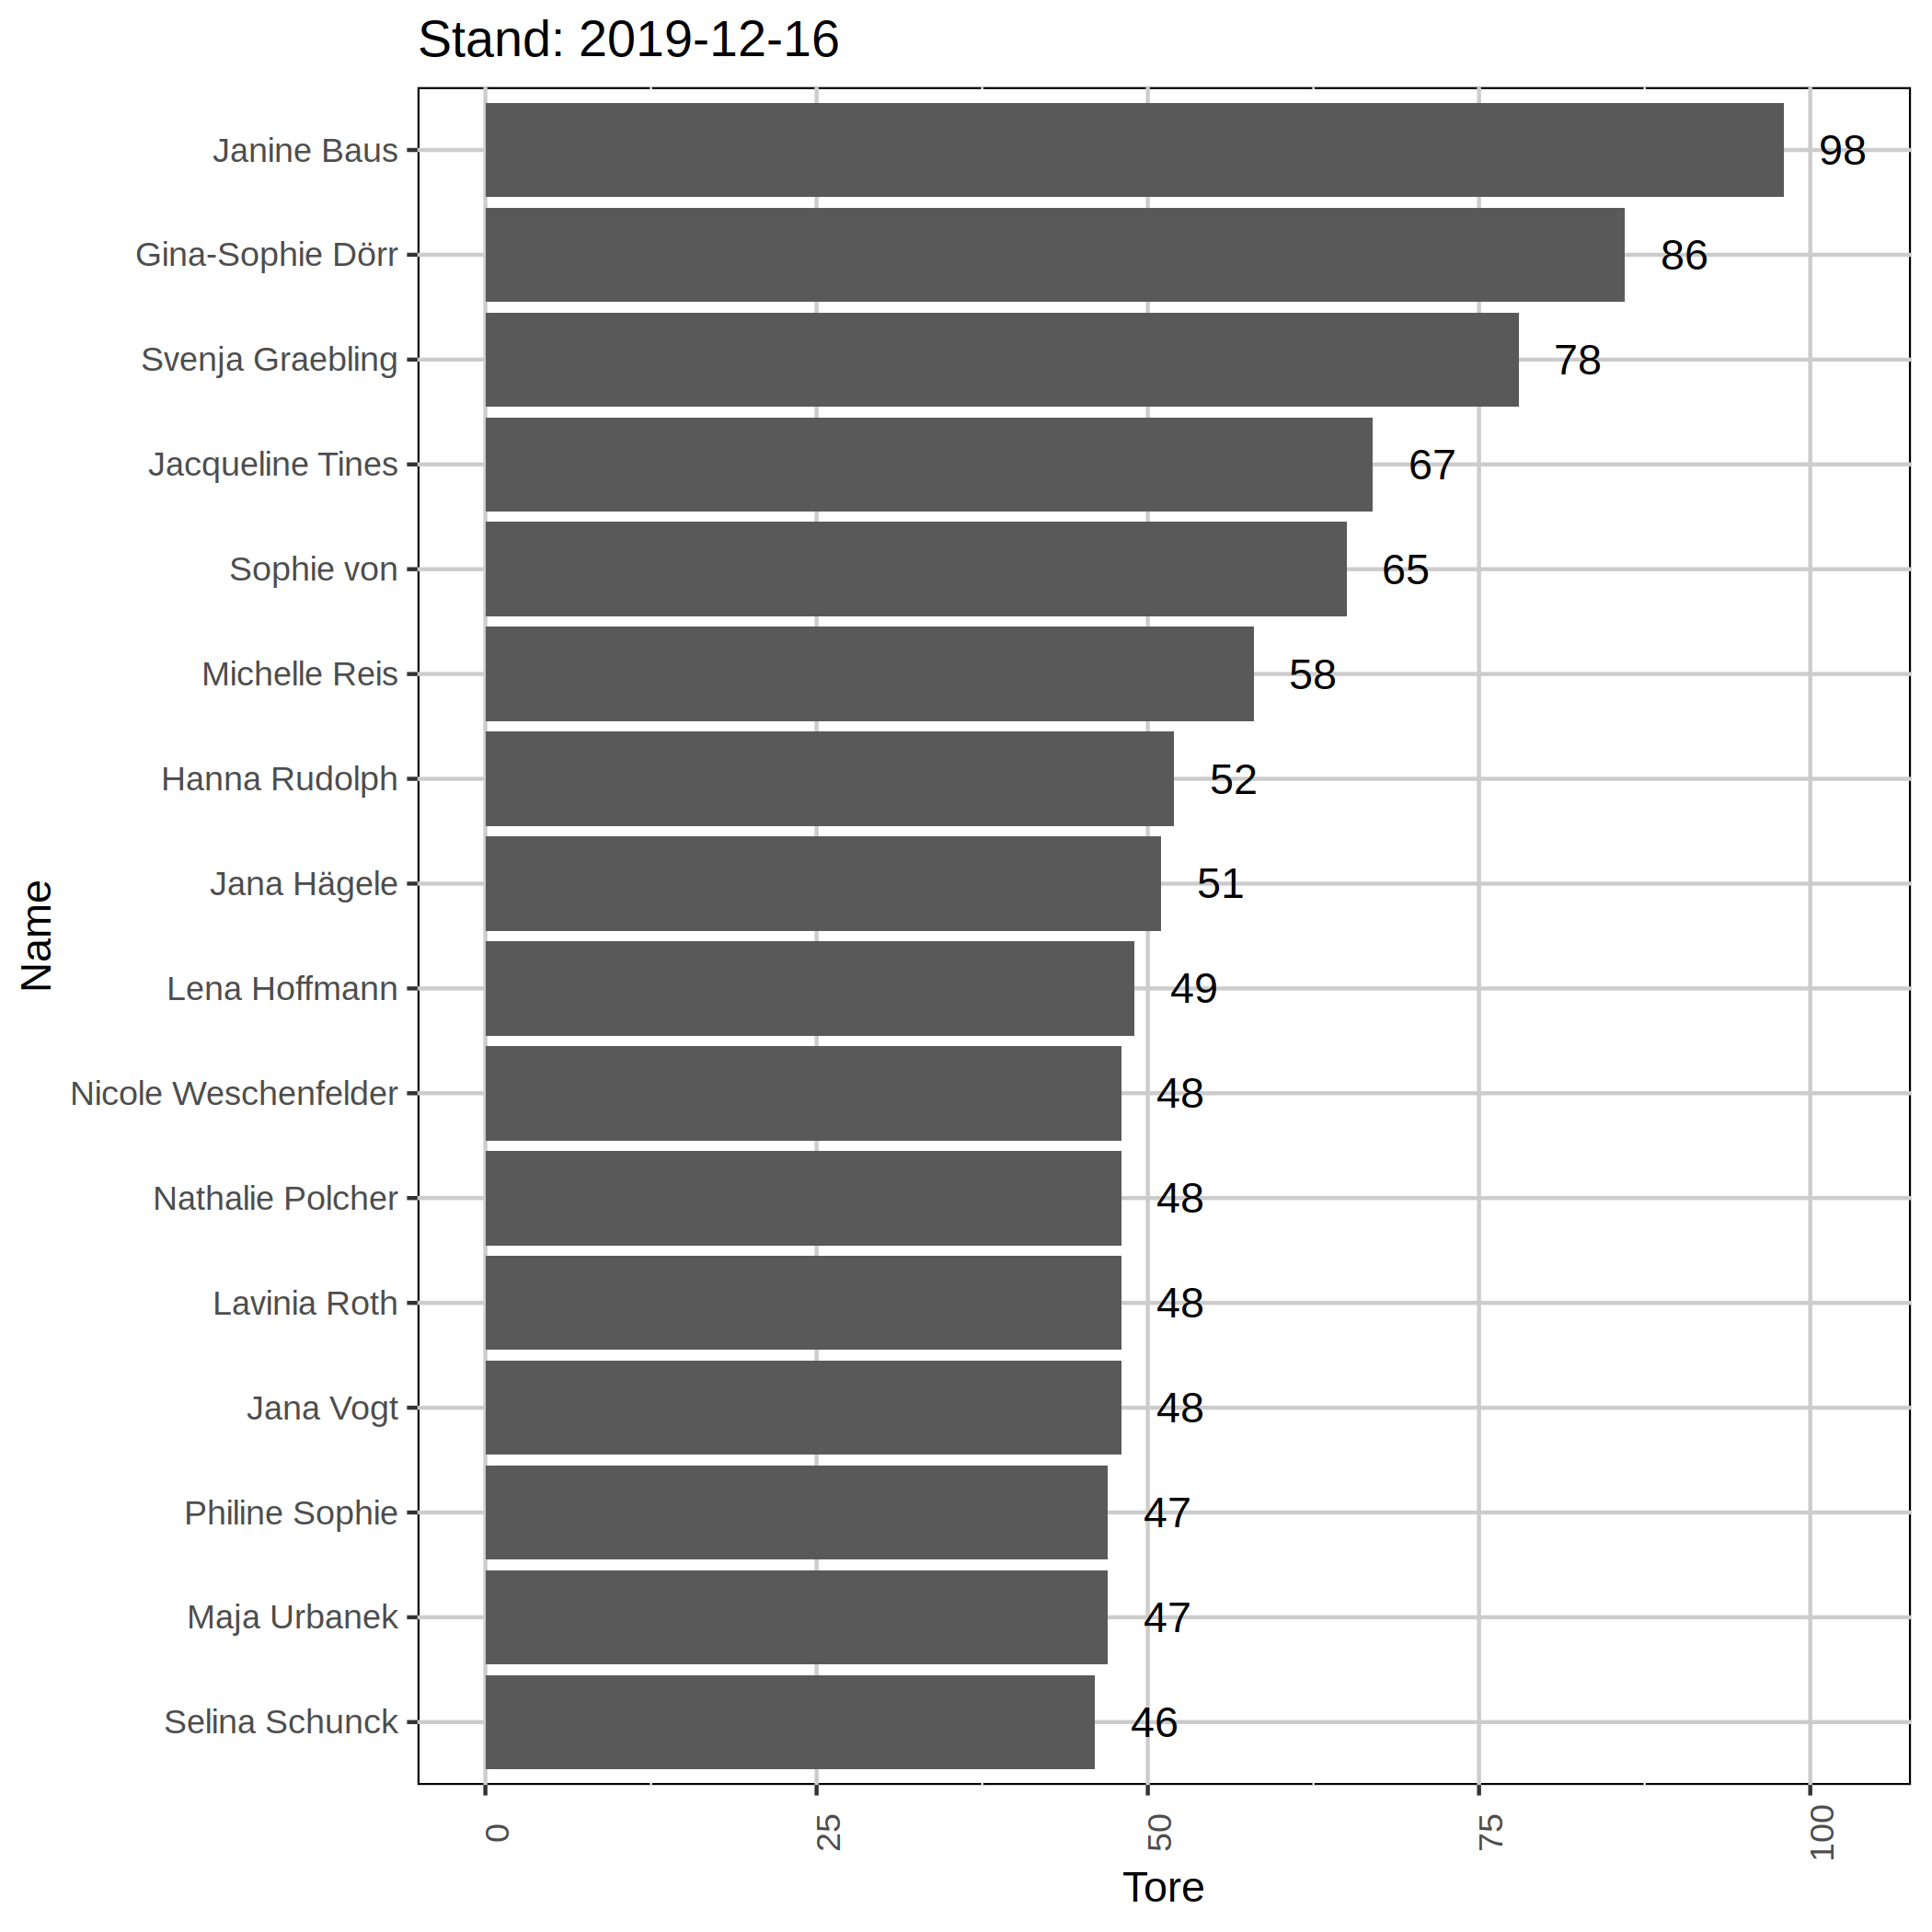 Stand: 2019-12-16
Janine Baus 98
Gina-Sophie Dörr 86
Svenja Graebling 78
Jacqueline Tines 67
Sophie von 65
Michelle Reis 58
Hanna Rudolph 52
Jana Hägele 51
Lena Hoffmann 49
Nicole Weschenfelder 48
Nathalie Polcher 48
Lavinia Roth 48
Jana Vogt 48
Philine Sophie 47
Maja Urbanek 47
Selina Schunck 46
Name
0 25 50 75 100
Tore